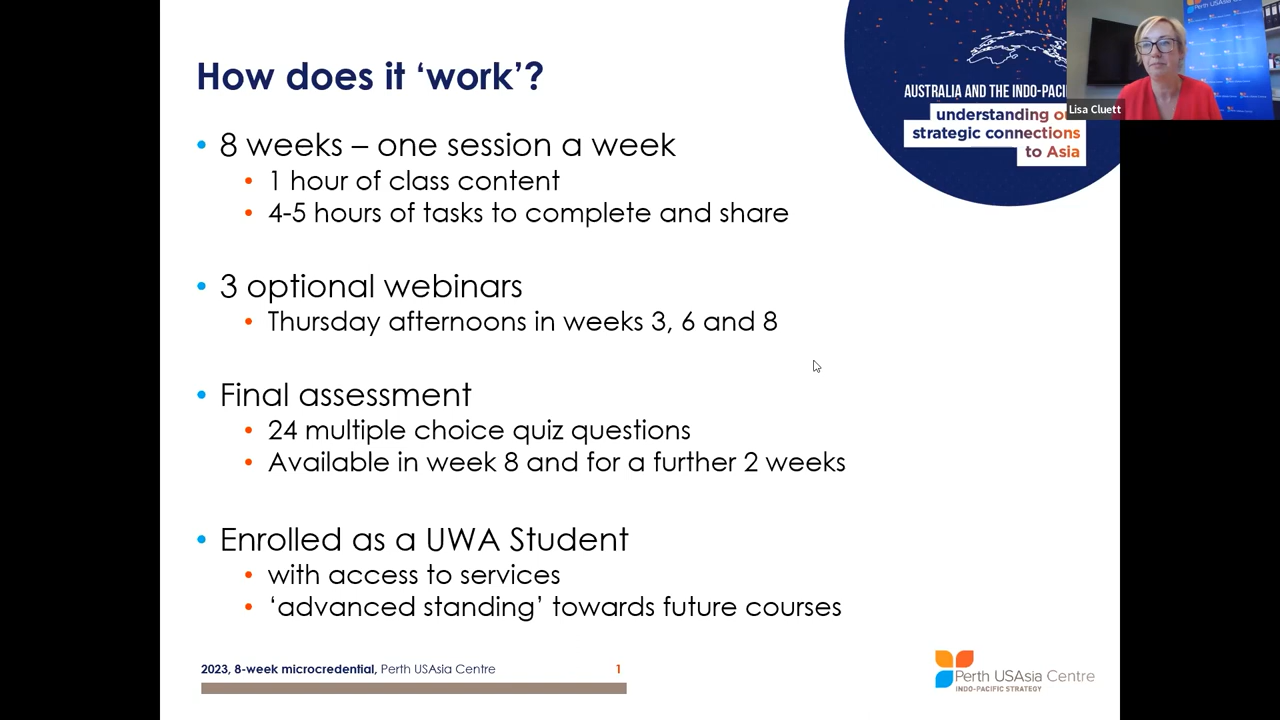 How does it ‘work’?
• 8 weeks – one session a week
• 1 hour of class content
• 4-5 hours of tasks to complete and share
• 3 optional webinars
• Thursday afternoons in weeks 3, 6 and 8
• Final assessment
• 24 multiple choice quiz questions
• Available in week 8 and for a further 2 weeks
• Enrolled as a UWA Student
• with access to services
• ‘advanced standing’ towards future courses
AUSTRALIA AND THE
understanding
strategic connections
to Asia
Perth USAsia Centre
Lisa Cluett
2023, 8-week microcredential, Perth USAsia Centre
1
Perth USAsia Centre
INDO-PACIFIC STRATEGY